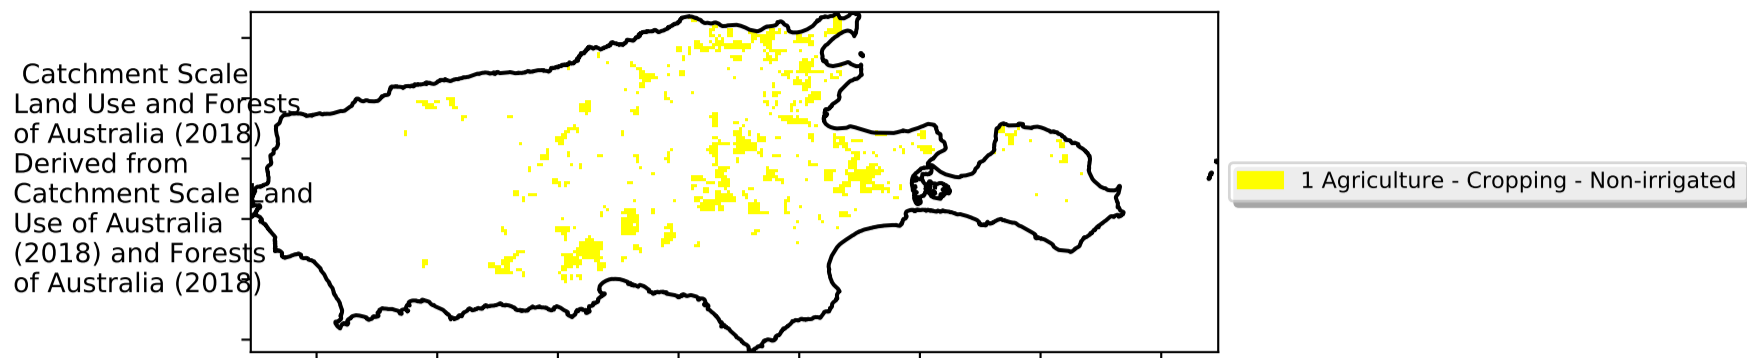 Catchment Scale
Land Use and Forests
of Australia (2018)
Derived from
Catchment Scale Land
Use of Australia
(2018) and Forests
of Australia (2018)
1 Agriculture - Cropping - Non-irrigated